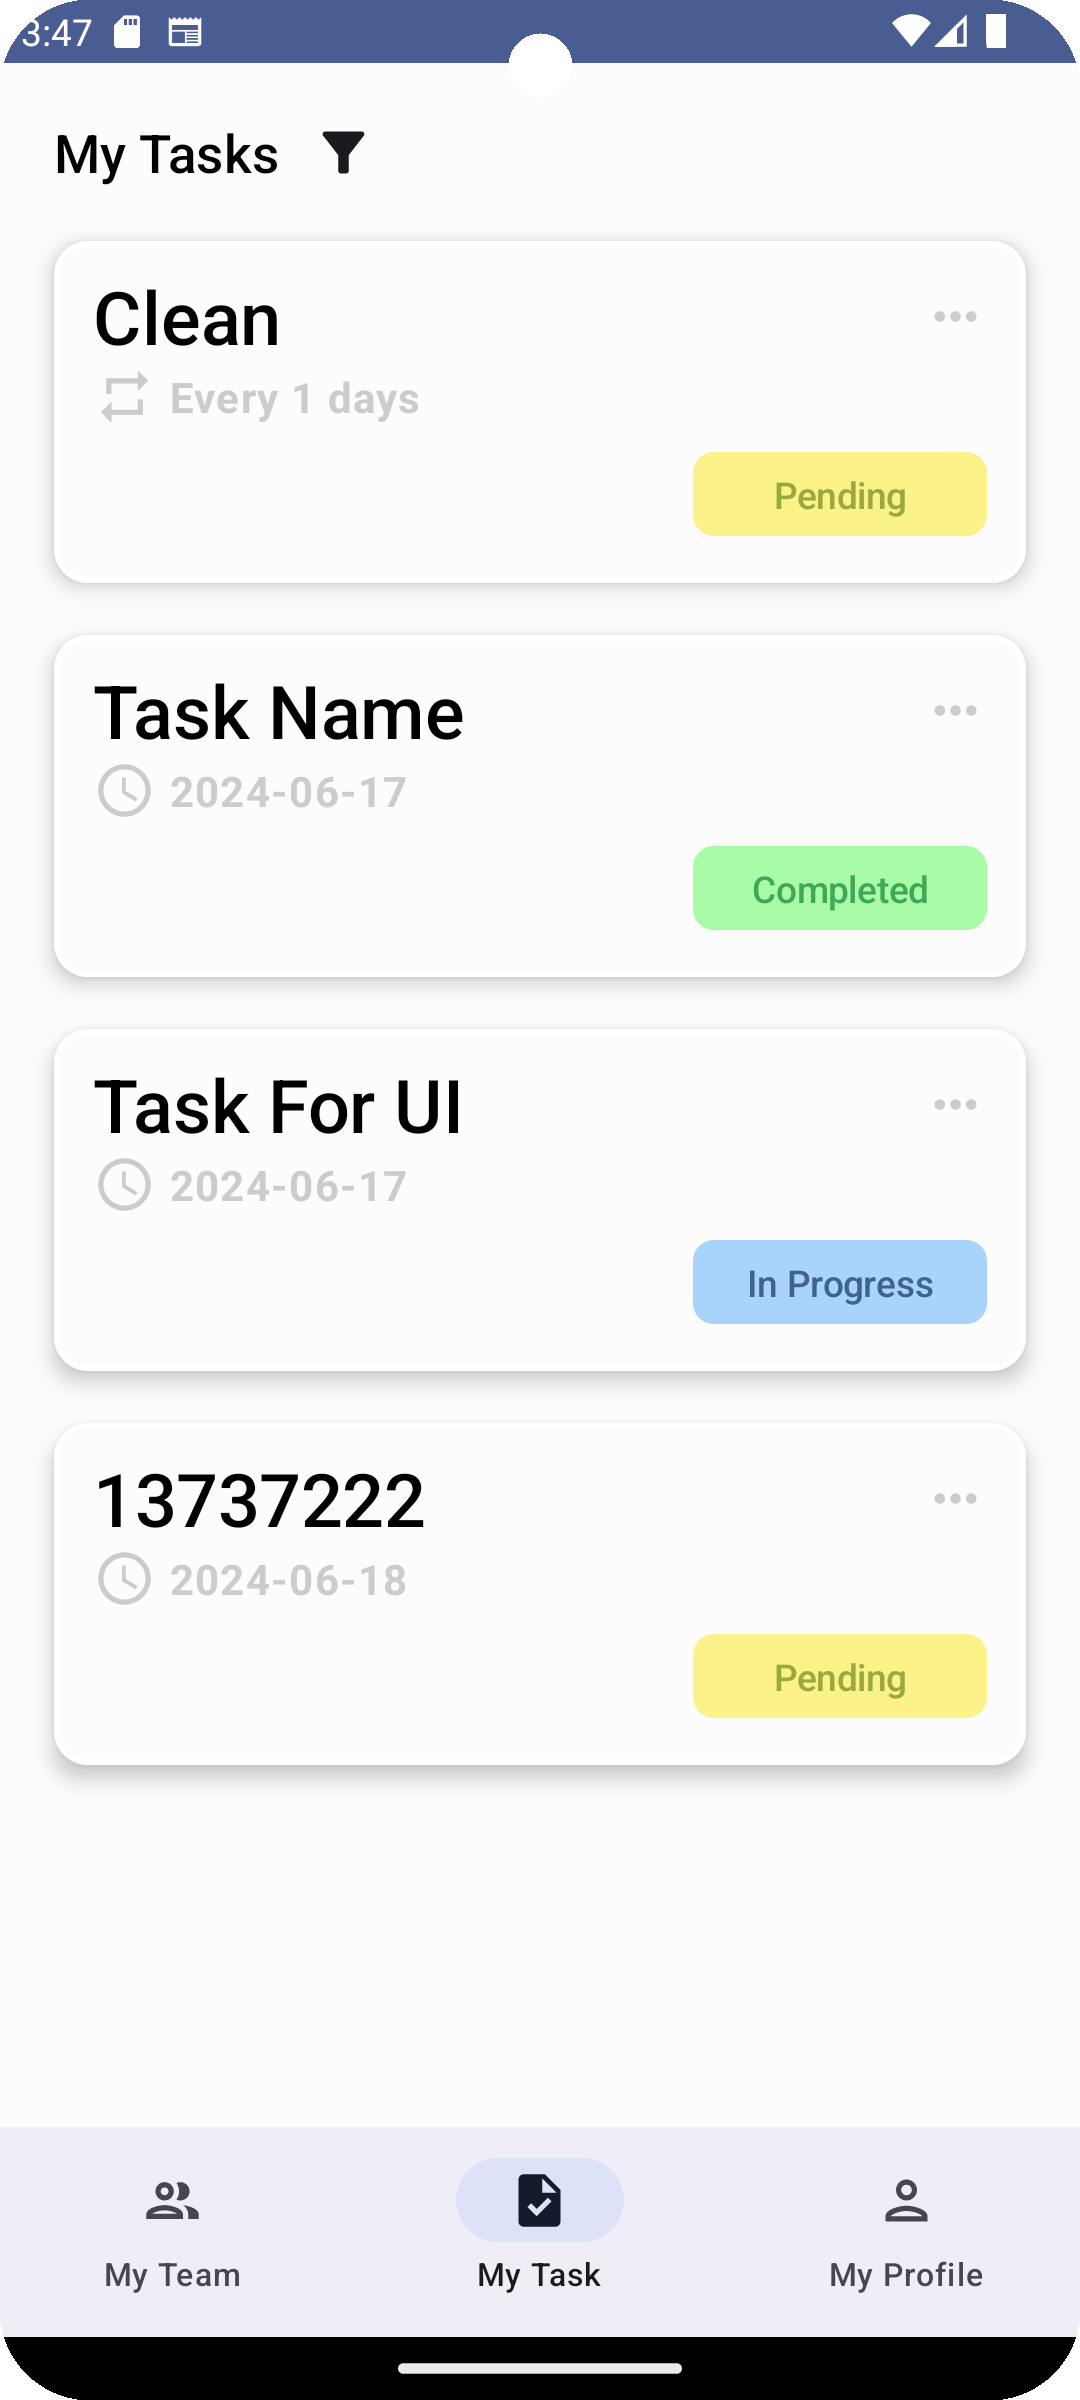 3:47
My Tasks
Clean
Every 1 days
Pending
Task Name
2024-06-17
Completed
Task For UI
2024-06-17
In Progress
13737222
2024-06-18
Pending
My Team
My Task
My Profile